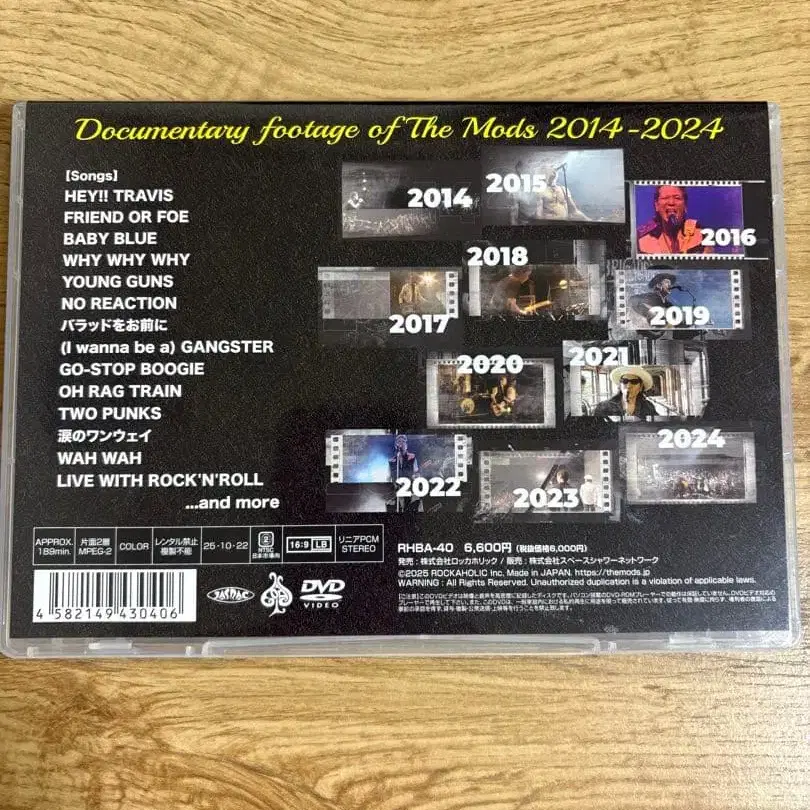 Documentary footage of The Mods 2014-2024
【Songs】
HEY!! TRAVIS
FRIEND OR FOE
BABY BLUE
WHY WHY WHY
YOUNG GUNS
NO REACTION
バラッドをお前に
(I wanna be a) GANGSTER
GO-STOP BOOGIE
OH RAG TRAIN
TWO PUNKS
涙のワンウェイ
WAH WAH
LIVE WITH ROCK'N'ROLL
...and more
2014
2015
2016
2017
2018
2019
2020
2021
2022
2023
2024
APPROX. 189min.
片面2層 MPEG-2
COLOR
レンタル禁止 複製不能
25・10・22
2 NTSC 日本市場向
16:9 LB
リニアPCM STEREO
RHBA-40 6,600円 (税抜価格6,000円)
発売:株式会社ロッカホリック / 販売:株式会社スペースシャワーネットワーク
©2025 ROCKAHOLIC Inc. Made in JAPAN. https://themods.jp
WARNING : All Rights Reserved. Unauthorized duplication is a violation of applicable laws.
4 582149 430406
DVD VIDEO